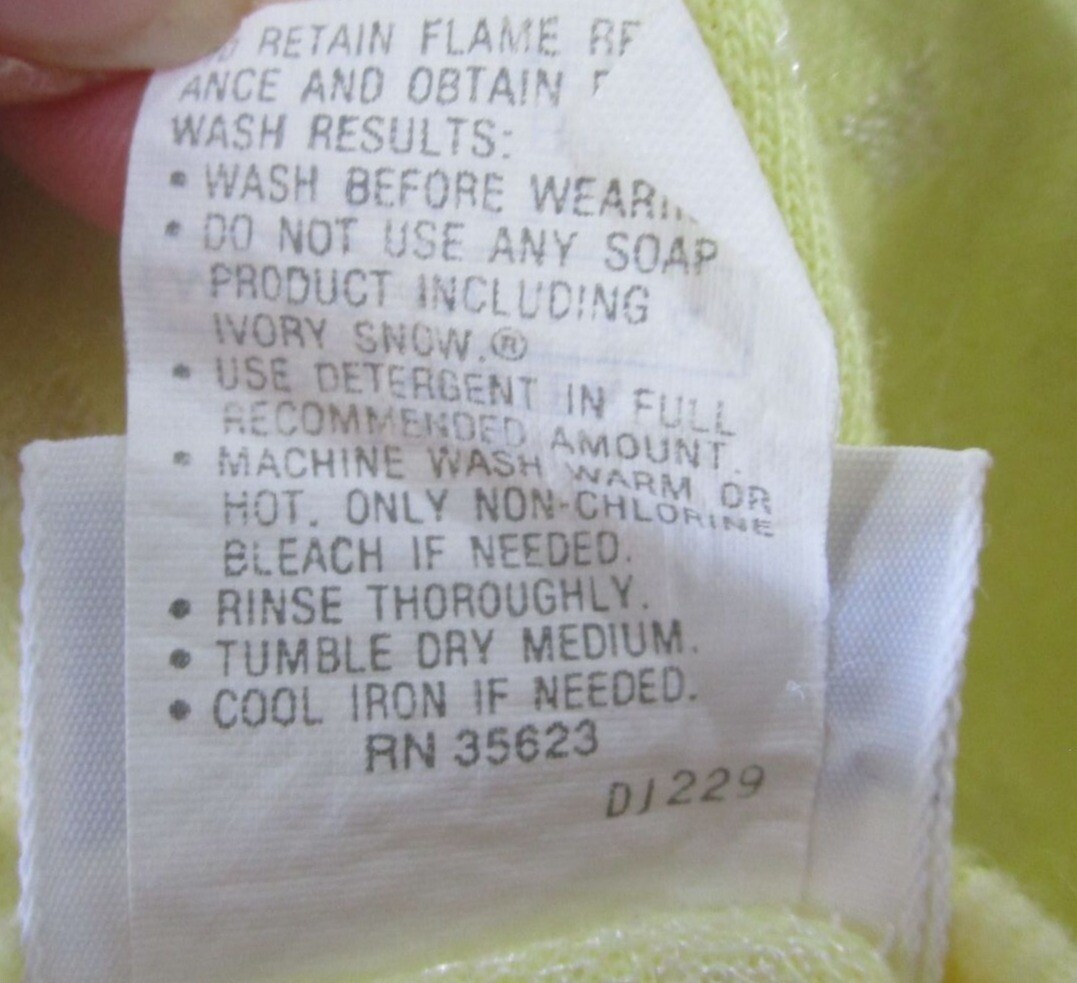 RETAIN FLAME
ANCE AND OBTAIN
WASH RESULTS:
• WASH BEFORE
• DO NOT USE ANY SOAP
PRODUCT INCLUDING
IVORY SNOW.®
• USE DETERGENT IN FULL
RECOMMENDED AMOUNT.
• MACHINE WASH WARM OR
HOT. ONLY NON-CHLORINE
BLEACH IF NEEDED.
• RINSE THOROUGHLY.
• TUMBLE DRY MEDIUM.
• COOL IRON IF NEEDED.
RN 35623
DJ229